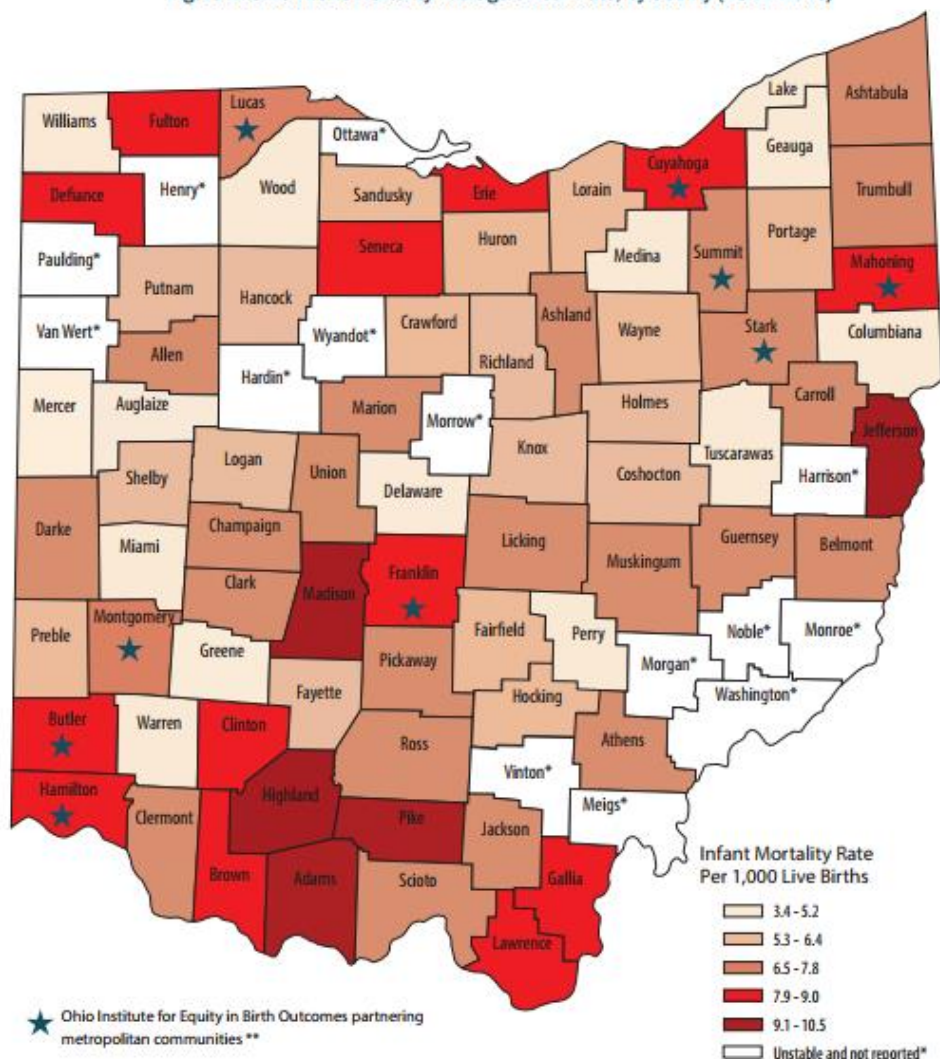 Williams
Fulton
Lucas
Ottawa*
Lake
Ashtabula
Geauga
Cuyahoga
Defiance
Henry*
Wood
Sandusky
Erie
Lorain
Trumbull
Paulding*
Seneca
Huron
Medina
Summit
Portage
Mahoning
Putnam
Hancock
Van Wert*
Wyandot*
Crawford
Ashland
Wayne
Stark
Columbiana
Allen
Richland
Hardin*
Mercer
Auglaize
Marion
Morrow*
Holmes
Carroll
Jefferson
Knox
Tuscarawas
Logan
Union
Shelby
Coshocton
Harrison*
Delaware
Darke
Champaign
Miami
Licking
Guernsey
Belmont
Muskingum
Clark
Madison
Franklin
Montgomery
Preble
Greene
Fairfield
Perry
Noble*
Monroe*
Pickaway
Morgan*
Fayette
Hocking
Washington*
Butler
Warren
Clinton
Ross
Athens
Vinton*
Hamilton
Highland
Meigs*
Clermont
Pike
Jackson
Brown
Adams
Scioto
Gallia
Lawrence
Infant Mortality Rate
Per 1,000 Live Births
3.4 - 5.2
5.3 - 6.4
6.5 - 7.8
7.9 - 9.0
9.1 - 10.5
Unstable and not reported*
Ohio Institute for Equity in Birth Outcomes partnering
metropolitan communities **